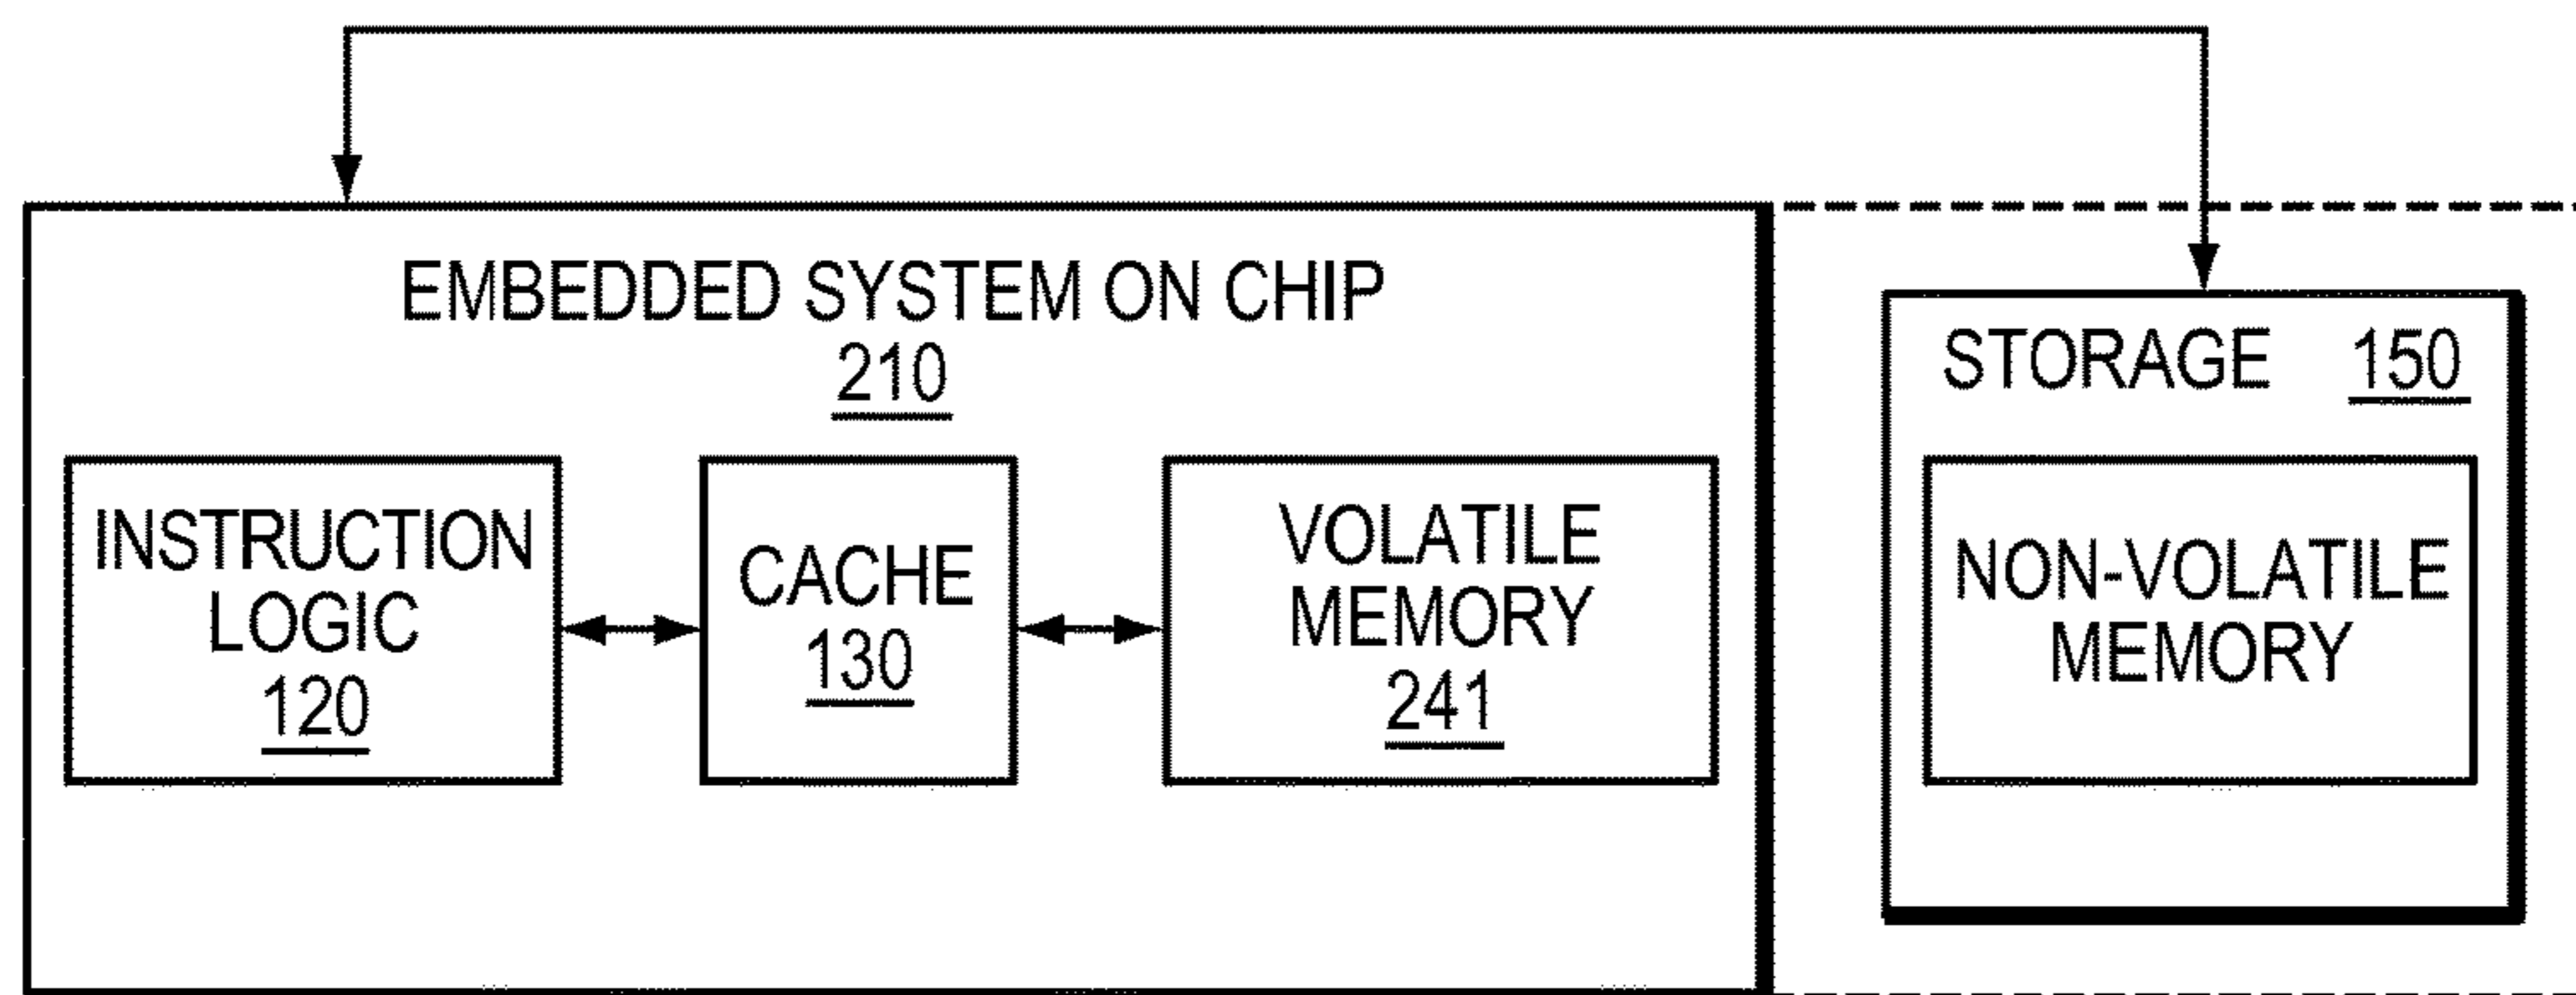 EMBEDDED SYSTEM ON CHIP
210
INSTRUCTION
LOGIC
120
CACHE
130
VOLATILE
MEMORY
241
STORAGE 150
NON-VOLATILE
MEMORY